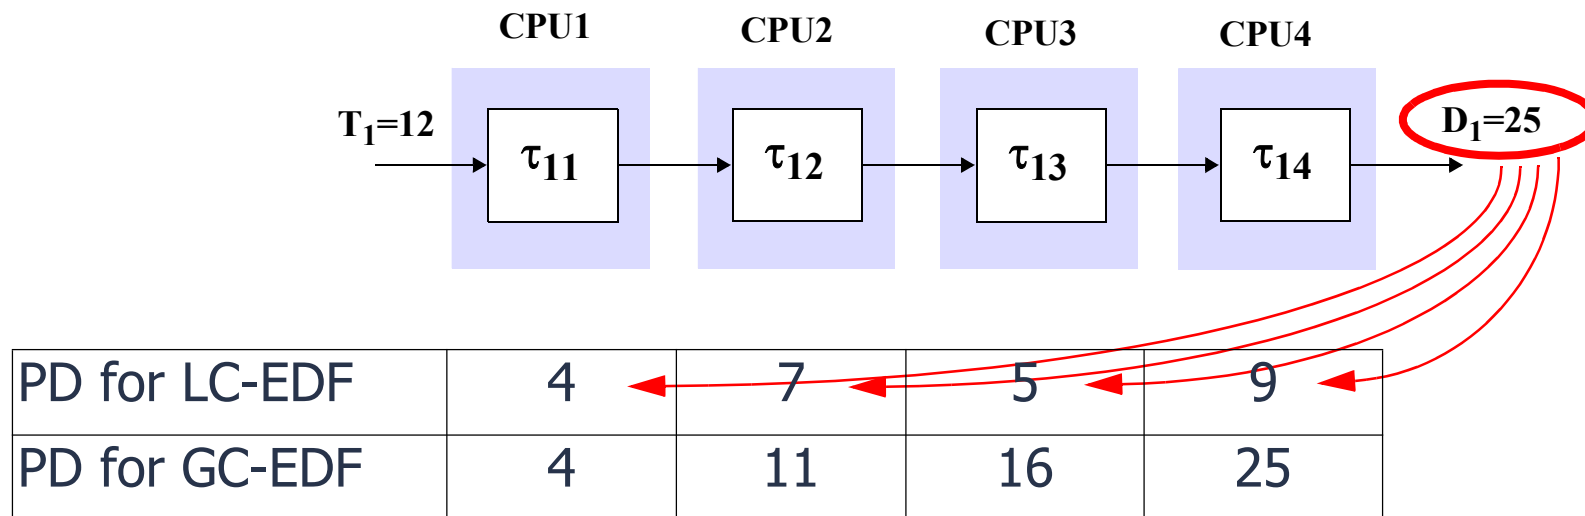 CPU1 CPU2 CPU3 CPU4
T1=12 τ11 τ12 τ13 τ14 D1=25
PD for LC-EDF 4 7 5 9
PD for GC-EDF 4 11 16 25